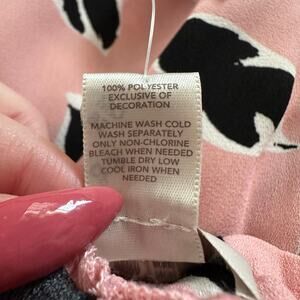 100% POLYESTER
EXCLUSIVE OF
DECORATION
MACHINE WASH COLD
WASH SEPARATELY
ONLY NON-CHLORINE
BLEACH WHEN NEEDED
TUMBLE DRY LOW
COOL IRON WHEN
NEEDED